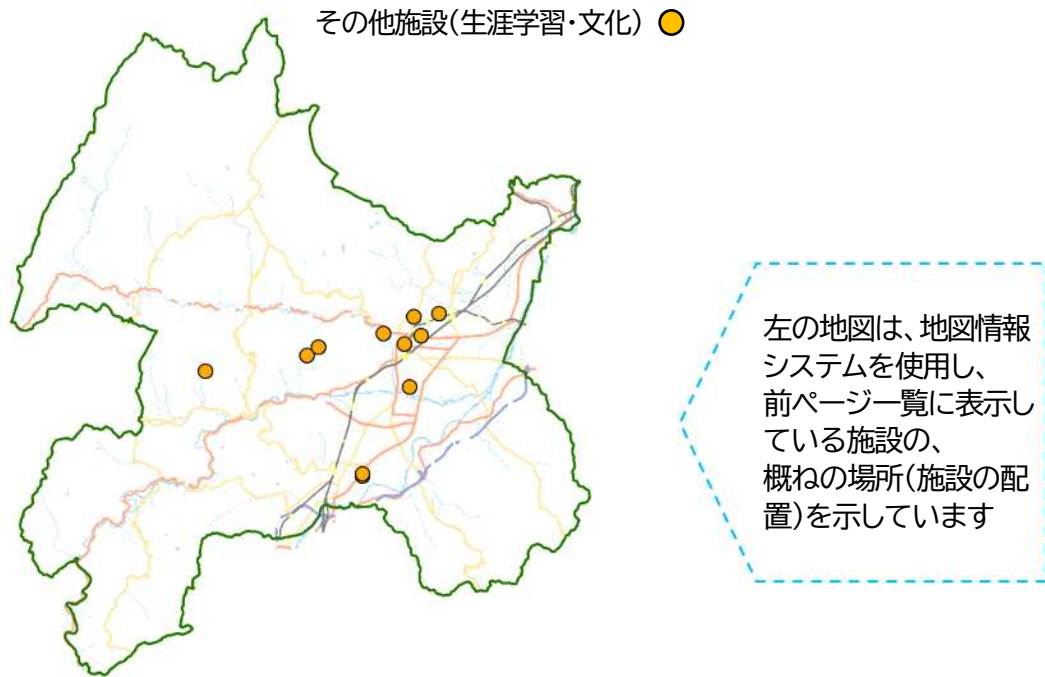 その他施設(生涯学習・文化)
左の地図は、地図情報
システムを使用し、
前ページ一覧に表示し
ている施設の、
概ねの場所(施設の配
置)を示しています